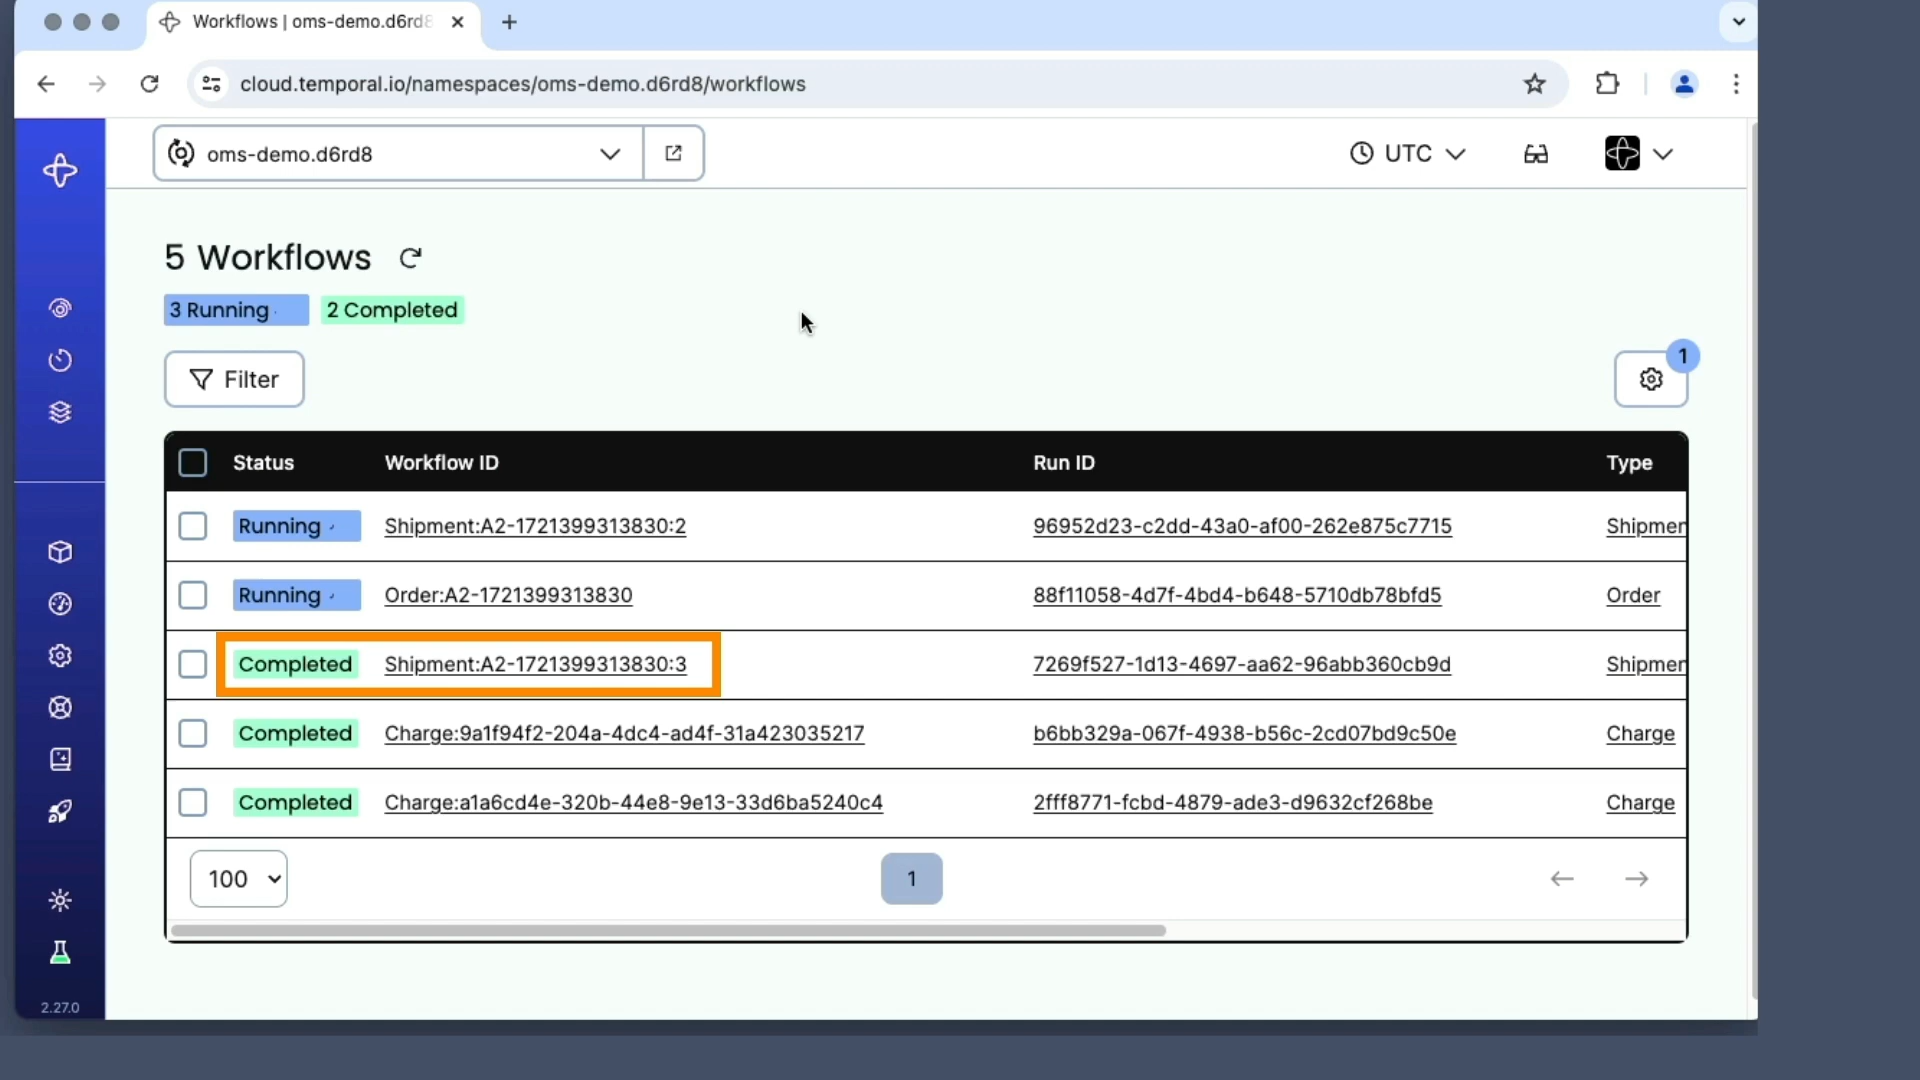 Workflows | oms-demo.d6rd8
cloud.temporal.io/namespaces/oms-demo.d6rd8/workflows
oms-demo.d6rd8
UTC
5 Workflows
3 Running
2 Completed
Filter
1
Status Workflow ID Run ID Type
Running Shipment:A2-1721399313830:2 96952d23-c2dd-43a0-af00-262e875c7715 Shipmen
Running Order:A2-1721399313830 88f11058-4d7f-4bd4-b648-5710db78bfd5 Order
Completed Shipment:A2-1721399313830:3 7269f527-1d13-4697-aa62-96abb360cb9d Shipmen
Completed Charge:9a1f94f2-204a-4dc4-ad4f-31a423035217 b6bb329a-067f-4938-b56c-2cd07bd9c50e Charge
Completed Charge:a1a6cd4e-320b-44e8-9e13-33d6ba5240c4 2fff8771-fcbd-4879-ade3-d9632cf268be Charge
100 1
2.27.0